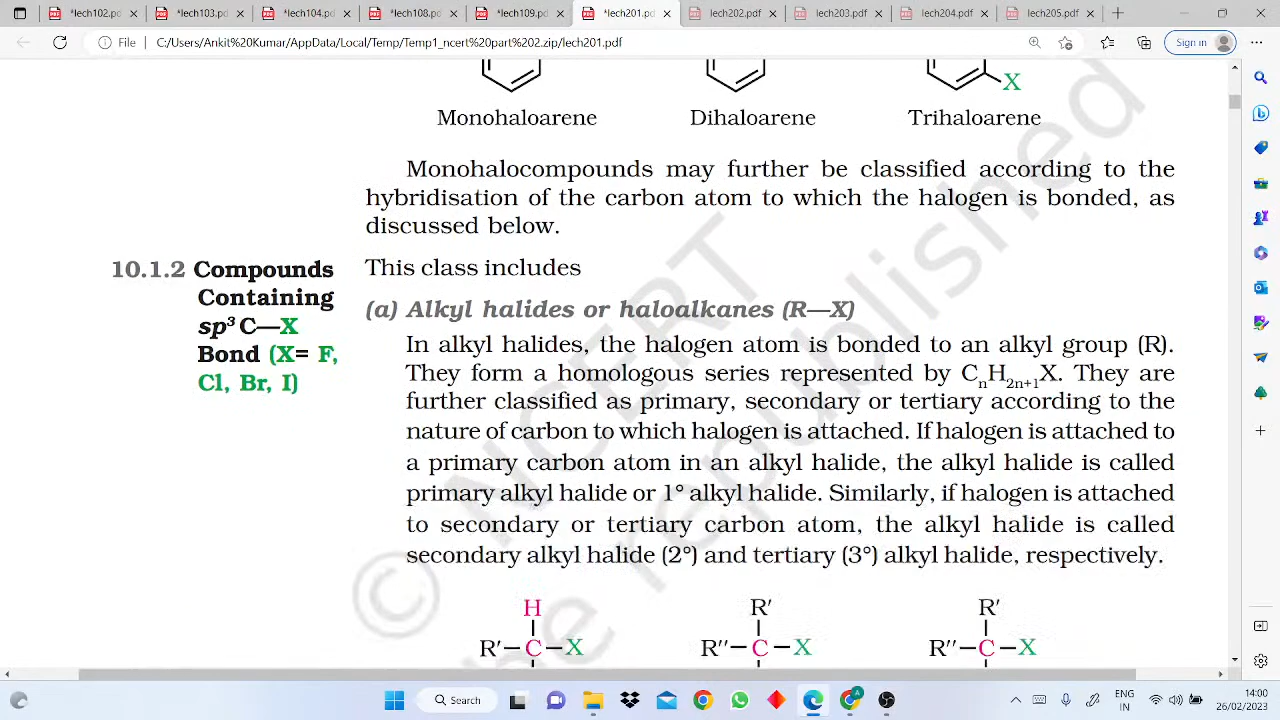 *lech102.pdf
*lech103.pdf
*lech104.pdf
*lech108.pdf
*lech109.pdf
*lech201.pdf
lech202.pdf
lech203.pdf
lech204.pdf
lech205.pdf
File C:/Users/Ankit%20Kumar/AppData/Local/Temp/Temp1_ncert%20part%202.zip/lech201.pdf
Sign in
X
Monohaloarene Dihaloarene Trihaloarene
Monohalocompounds may further be classified according to the
hybridisation of the carbon atom to which the halogen is bonded, as
discussed below.
10.1.2 Compounds
Containing
sp³ C—X
Bond (X= F,
Cl, Br, I)
This class includes
(a) Alkyl halides or haloalkanes (R—X)
In alkyl halides, the halogen atom is bonded to an alkyl group (R).
They form a homologous series represented by CₙH₂ₙ₊₁X. They are
further classified as primary, secondary or tertiary according to the
nature of carbon to which halogen is attached. If halogen is attached to
a primary carbon atom in an alkyl halide, the alkyl halide is called
primary alkyl halide or 1° alkyl halide. Similarly, if halogen is attached
to secondary or tertiary carbon atom, the alkyl halide is called
secondary alkyl halide (2°) and tertiary (3°) alkyl halide, respectively.
H R′ R′
R′–C–X R″–C–X R″–C–X
© NCERT
be republished
Search
ENG
IN
14:00
26/02/2023